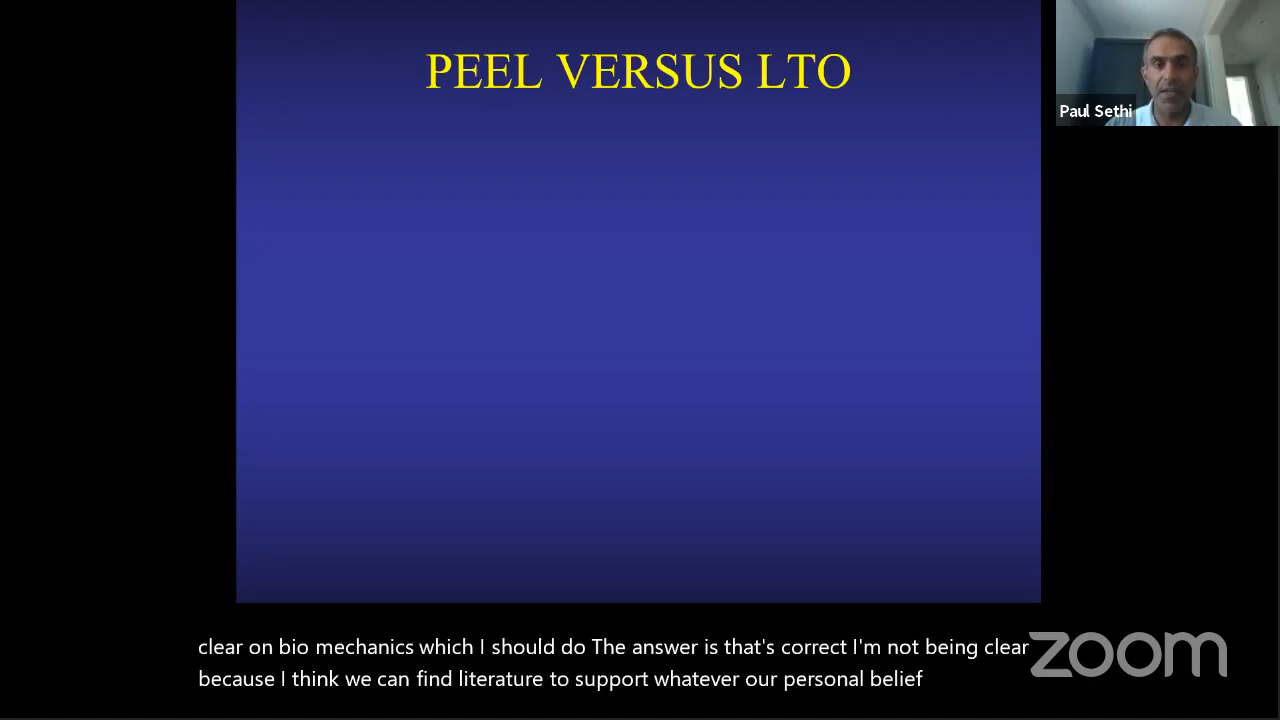 PEEL VERSUS LTO
Paul Sethi
clear on bio mechanics which I should do The answer is that's correct I'm not being clear
because I think we can find literature to support whatever our personal belief
zoom